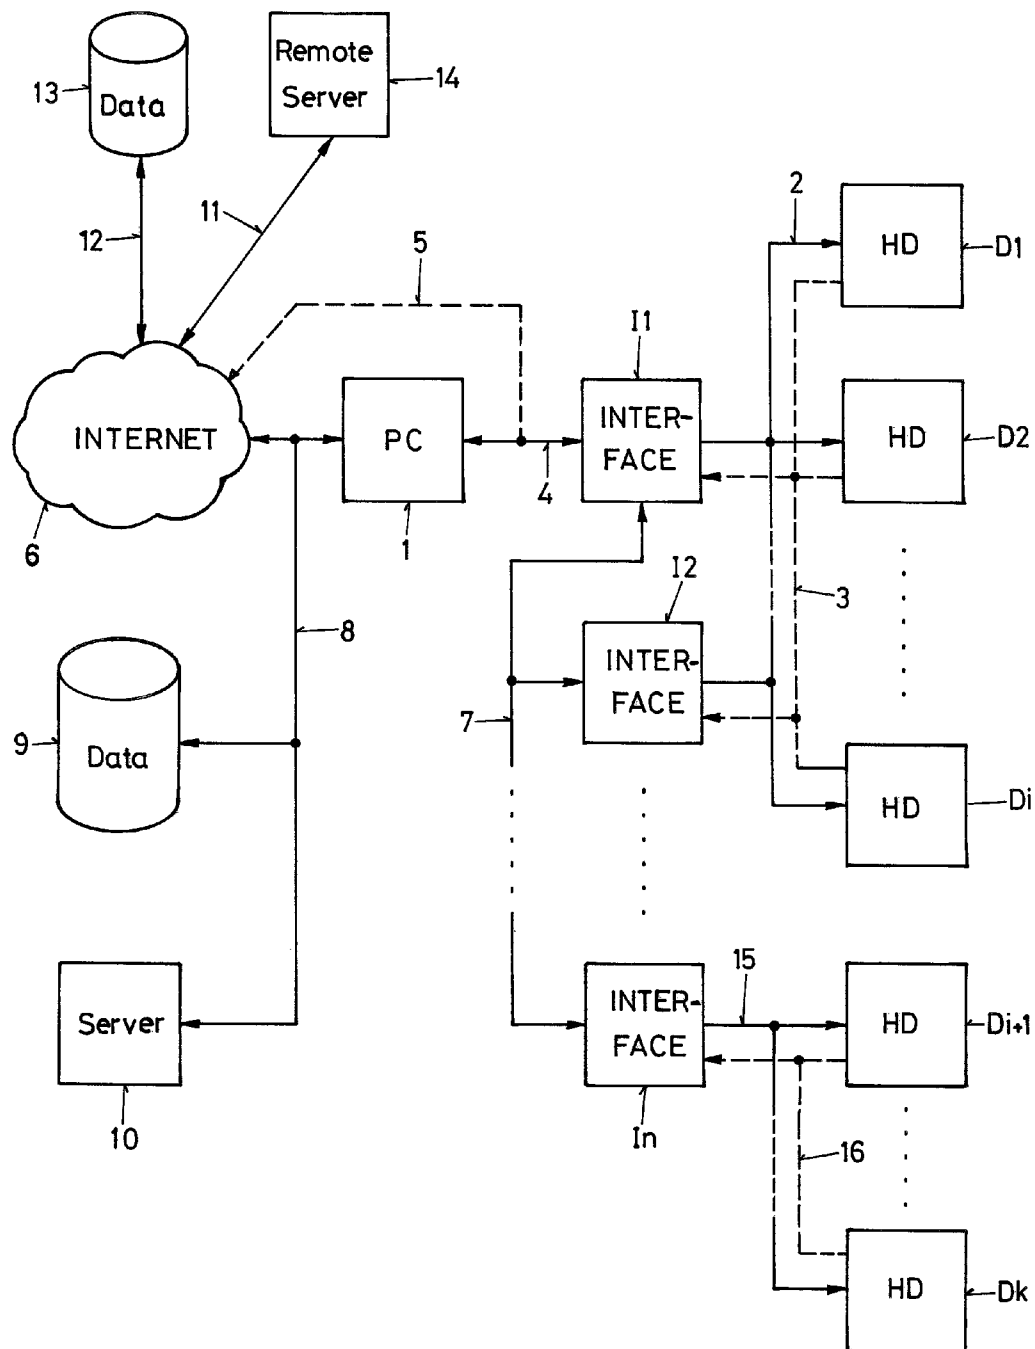 Remote
Server
14
13
Data
2
HD
D1
11
12
5
I1
INTERNET
PC
INTER-
FACE
HD
D2
4
6
1
I2
3
8
INTER-
FACE
7
9
Data
HD
Di
15
Server
INTER-
FACE
HD
Di+1
10
In
16
HD
Dk